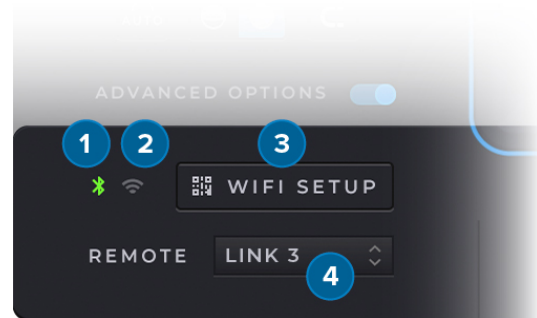 ADVANCED OPTIONS
1 2 3
WIFI SETUP
REMOTE LINK 3
4